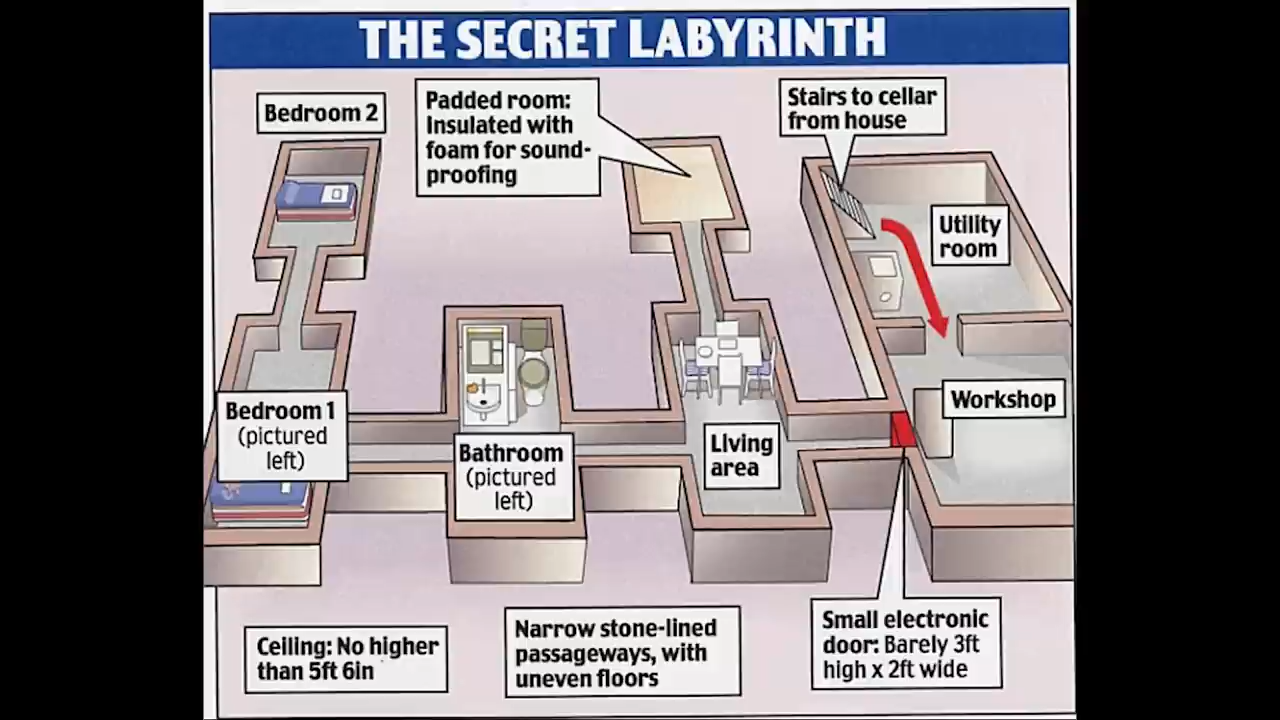 THE SECRET LABYRINTH
Bedroom 2
Padded room:
Insulated with
foam for sound-
proofing
Stairs to cellar
from house
Utility
room
Bedroom 1
(pictured
left)
Bathroom
(pictured
left)
Living
area
Workshop
Ceiling: No higher
than 5ft 6in
Narrow stone-lined
passageways, with
uneven floors
Small electronic
door: Barely 3ft
high x 2ft wide